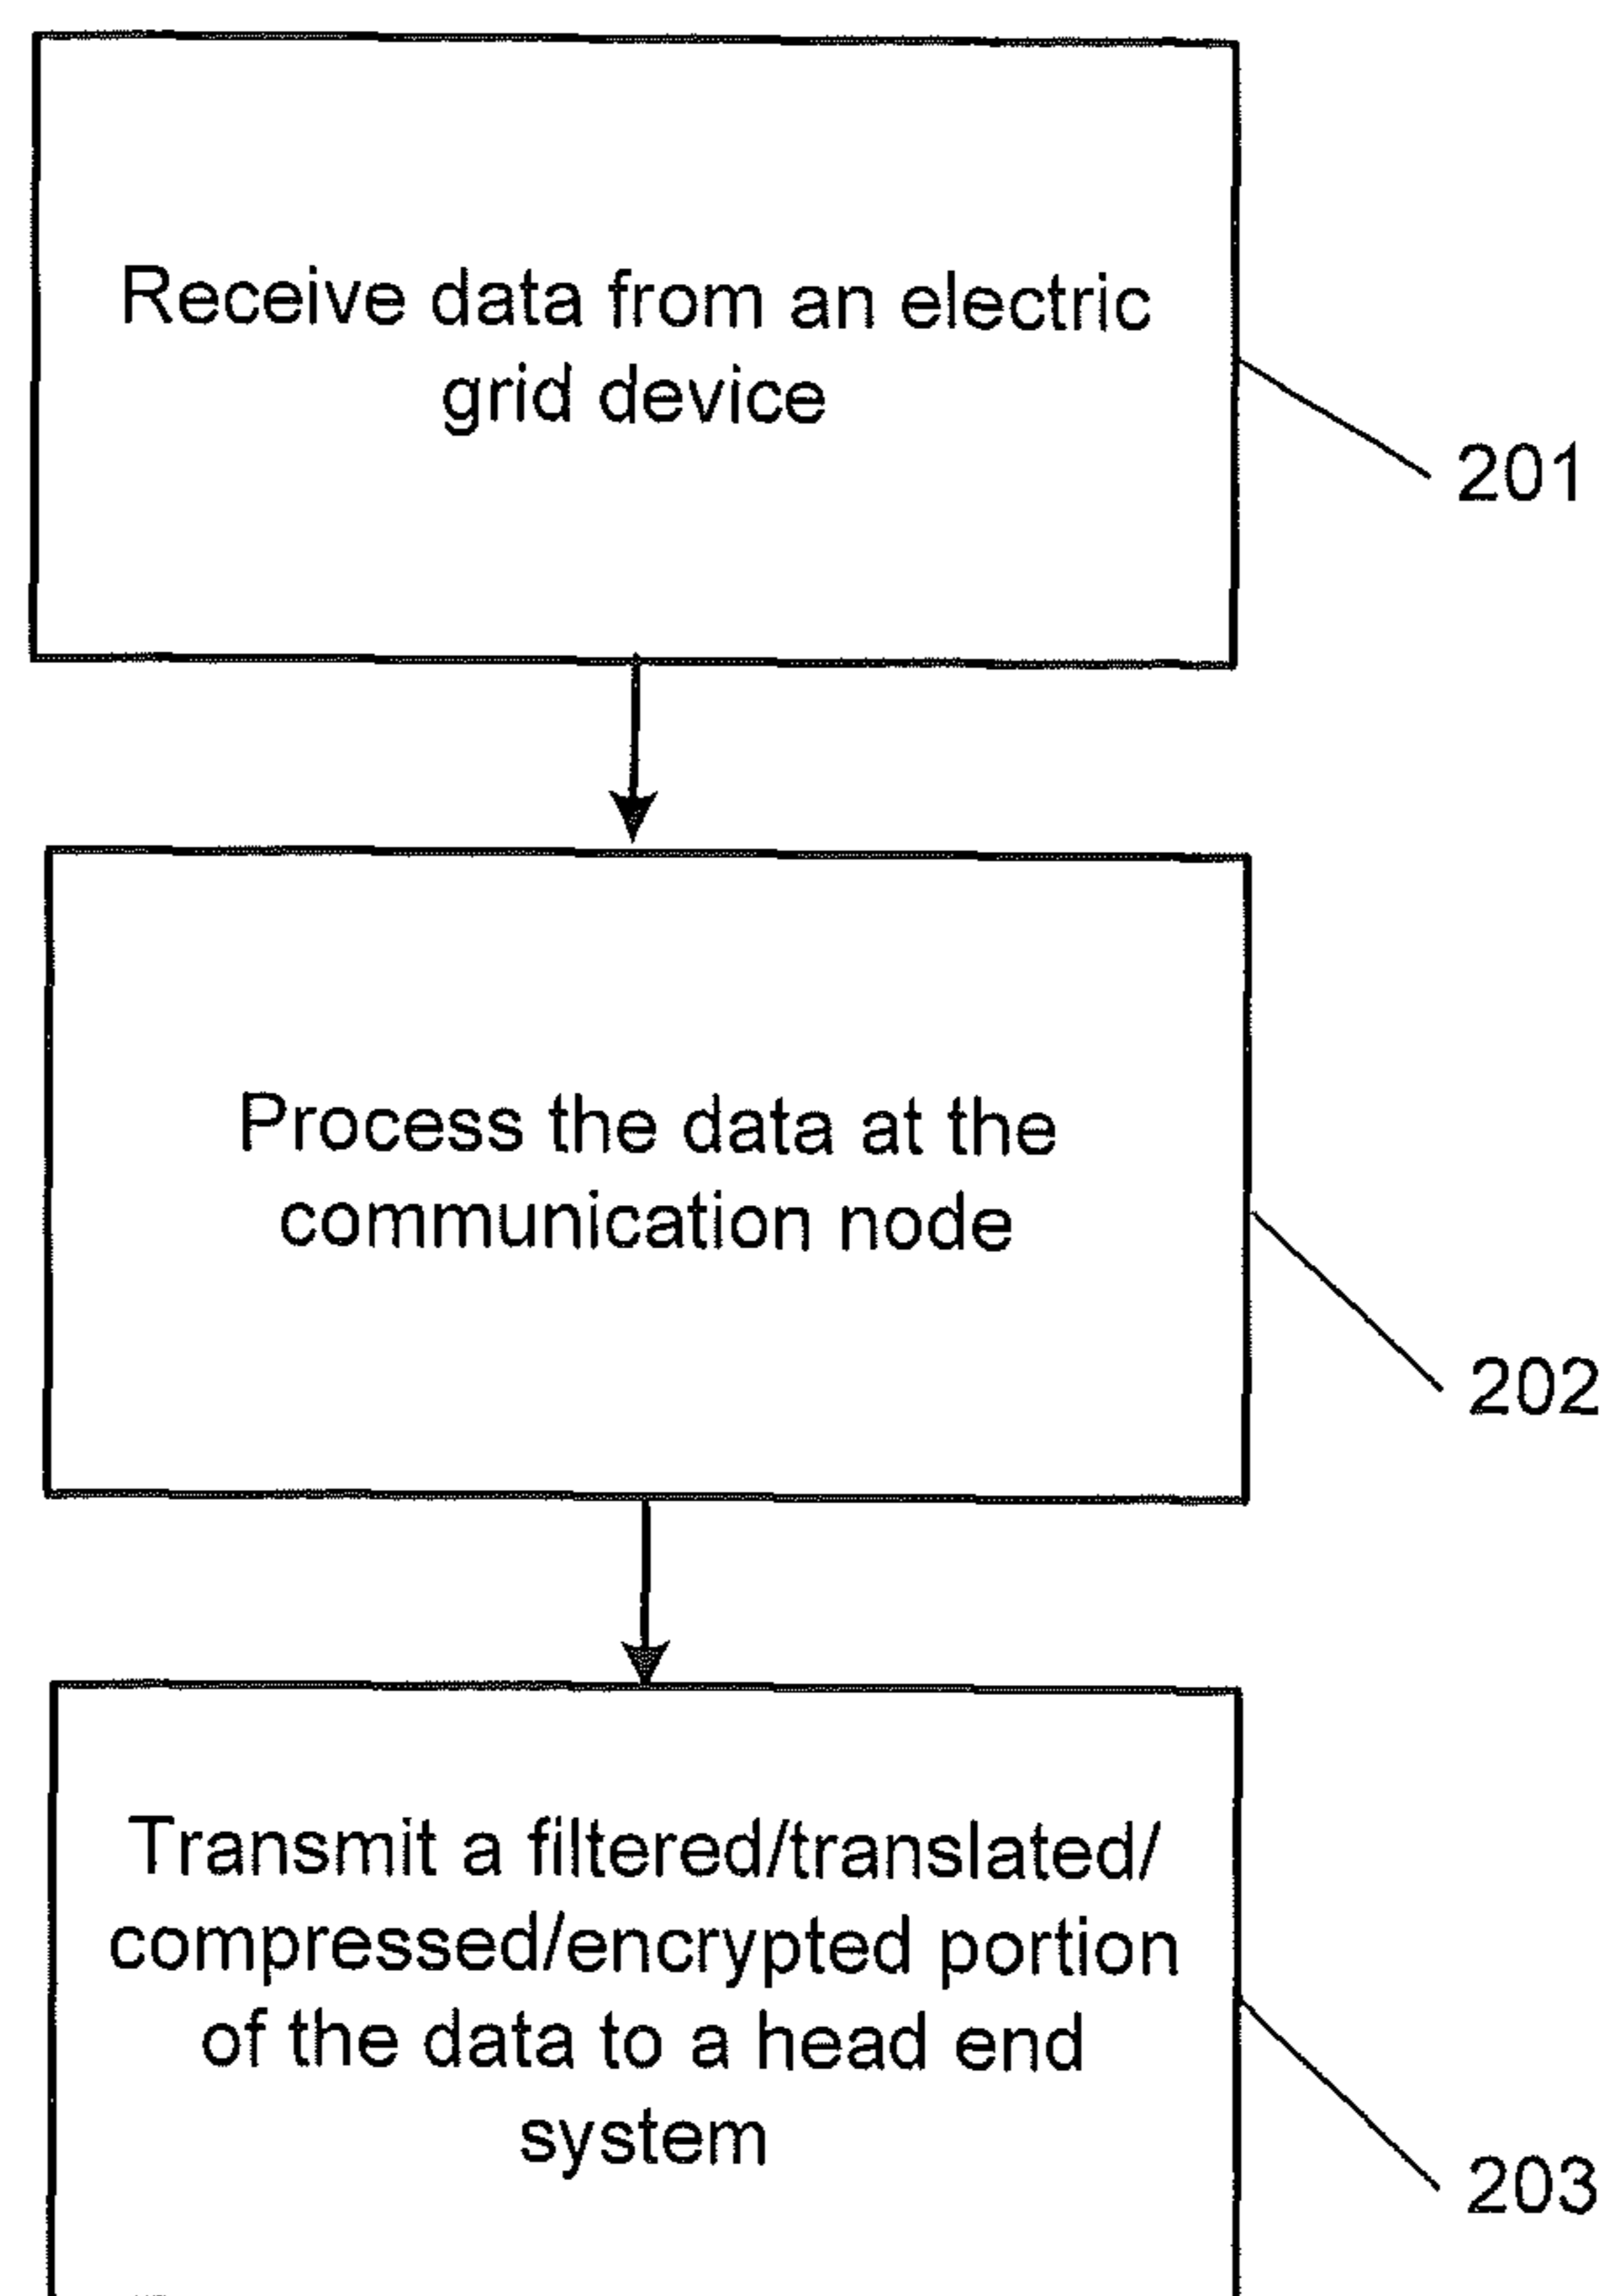 Receive data from an electric
grid device
201
Process the data at the
communication node
202
Transmit a filtered/translated/
compressed/encrypted portion
of the data to a head end
system
203